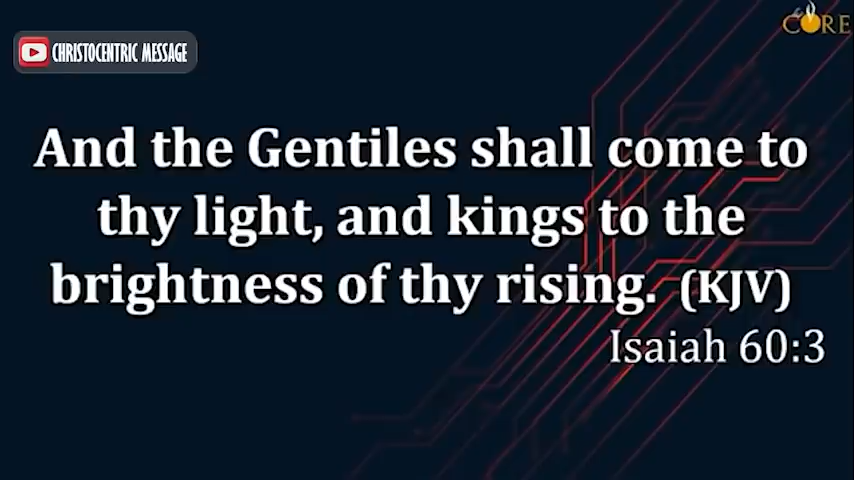 CORE
CHRISTOCENTRIC MESSAGE
And the Gentiles shall come to
thy light, and kings to the
brightness of thy rising. (KJV)
Isaiah 60:3